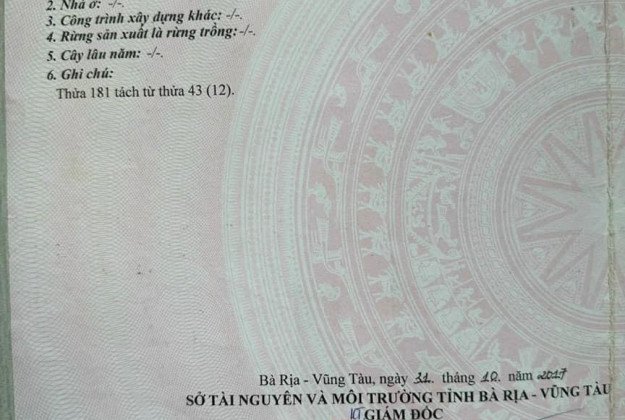 2. Nhà ở: -/-.
3. Công trình xây dựng khác: -/-.
4. Rừng sản xuất là rừng trồng: -/-.
5. Cây lâu năm: -/-.
6. Ghi chú:
Thửa 181 tách từ thửa 43 (12).
Bà Rịa - Vũng Tàu, ngày 31. tháng 10. năm 2017
SỞ TÀI NGUYÊN VÀ MÔI TRƯỜNG TỈNH BÀ RỊA - VŨNG TÀU
GIÁM ĐỐC